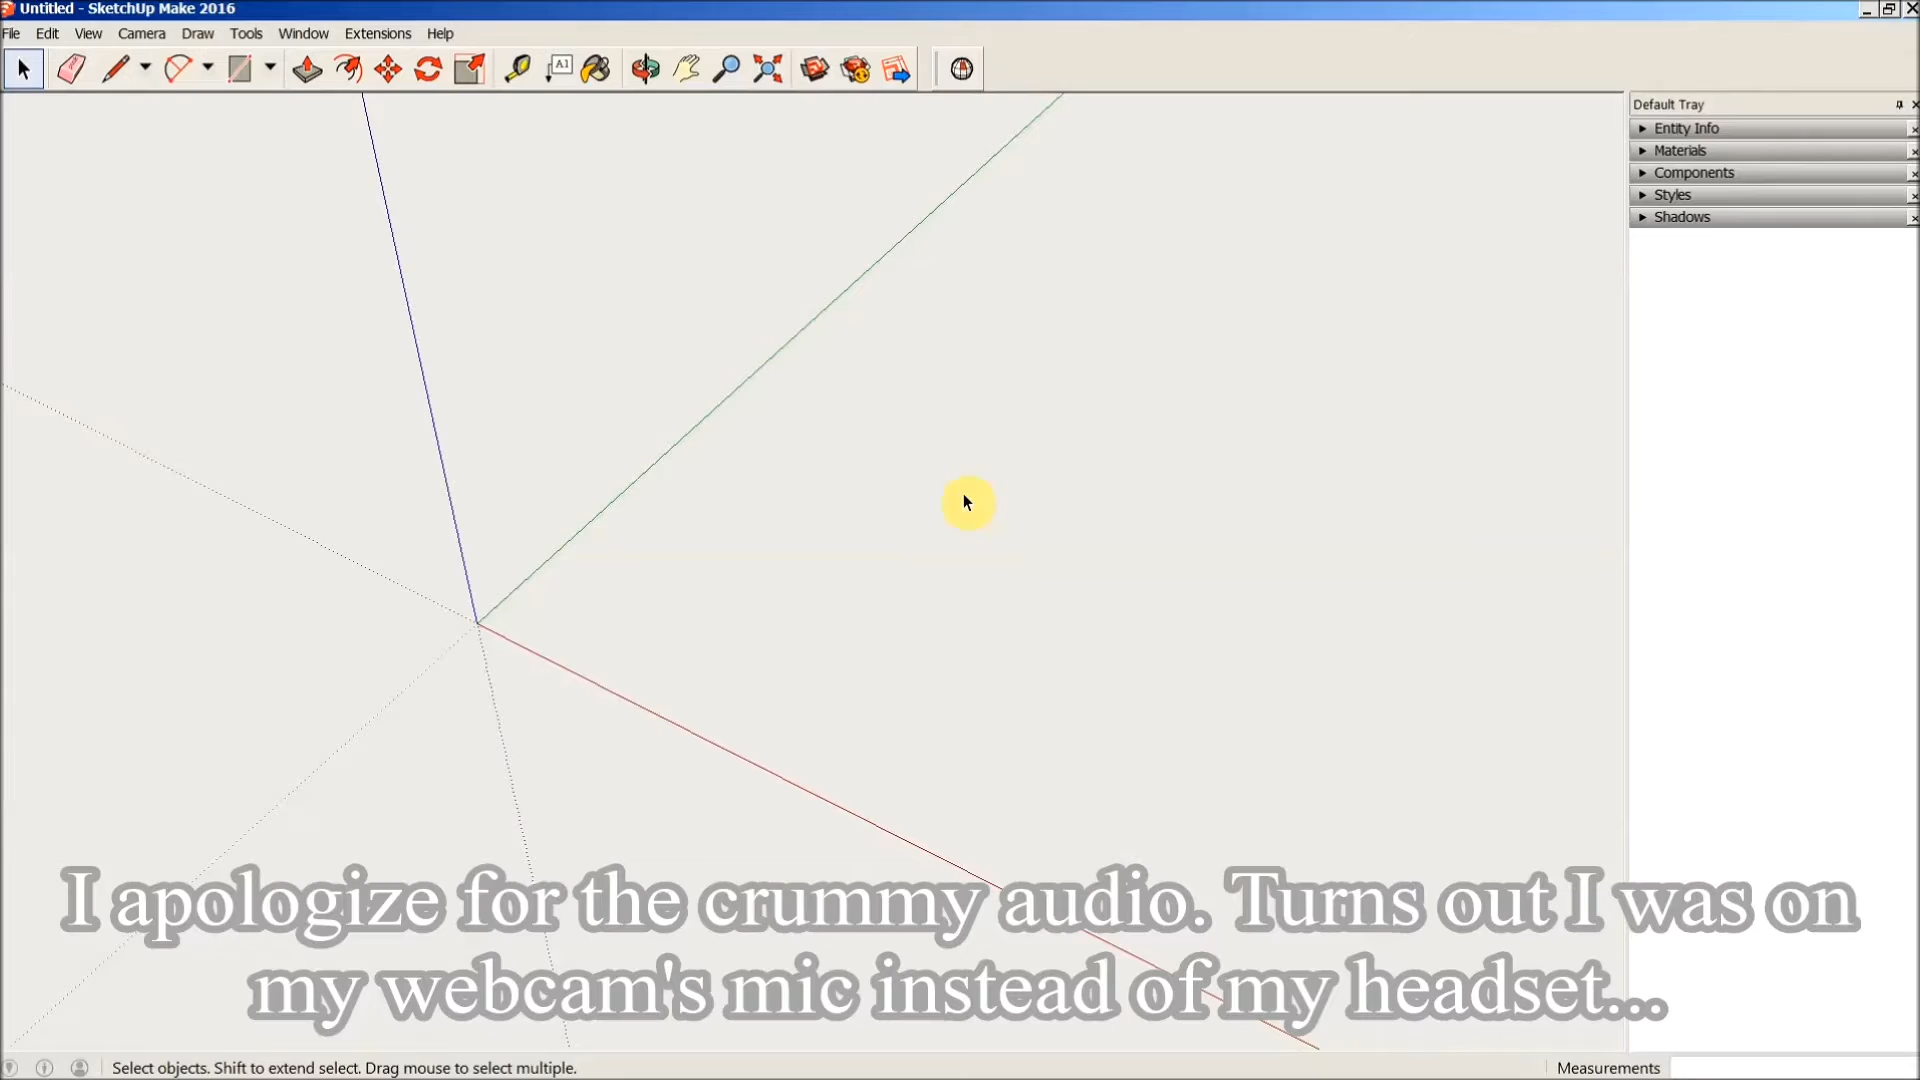 Untitled - SketchUp Make 2016
File Edit View Camera Draw Tools Window Extensions Help
A1
Default Tray
Entity Info
Materials
Components
Styles
Shadows
I apologize for the crummy audio. Turns out I was on
my webcam's mic instead of my headset...
Select objects. Shift to extend select. Drag mouse to select multiple.
Measurements